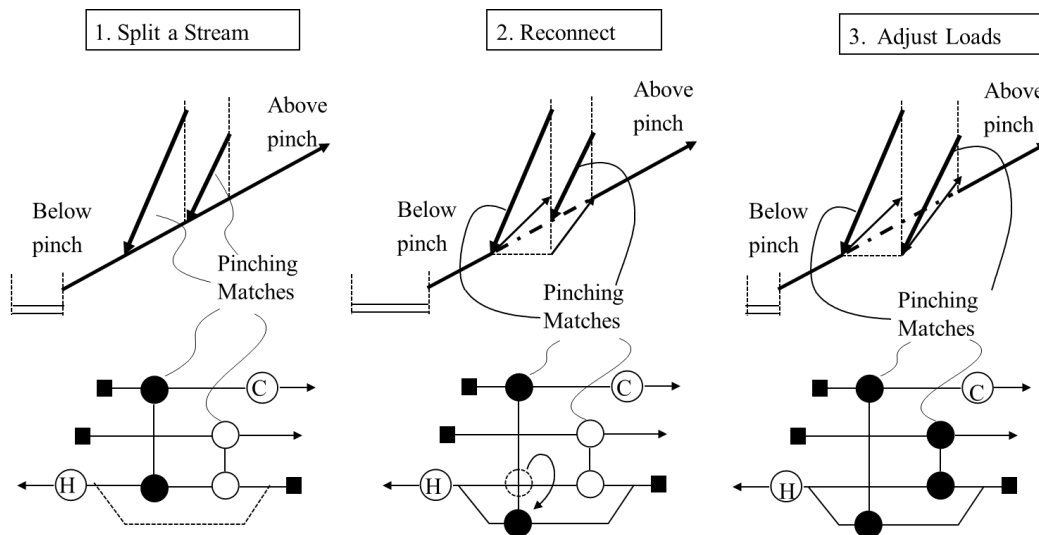 1. Split a Stream
2. Reconnect
3. Adjust Loads
Above
pinch
Below
pinch
Pinching
Matches
C
H
Above
pinch
Below
pinch
Pinching
Matches
C
H
Above
pinch
Below
pinch
Pinching
Matches
C
H